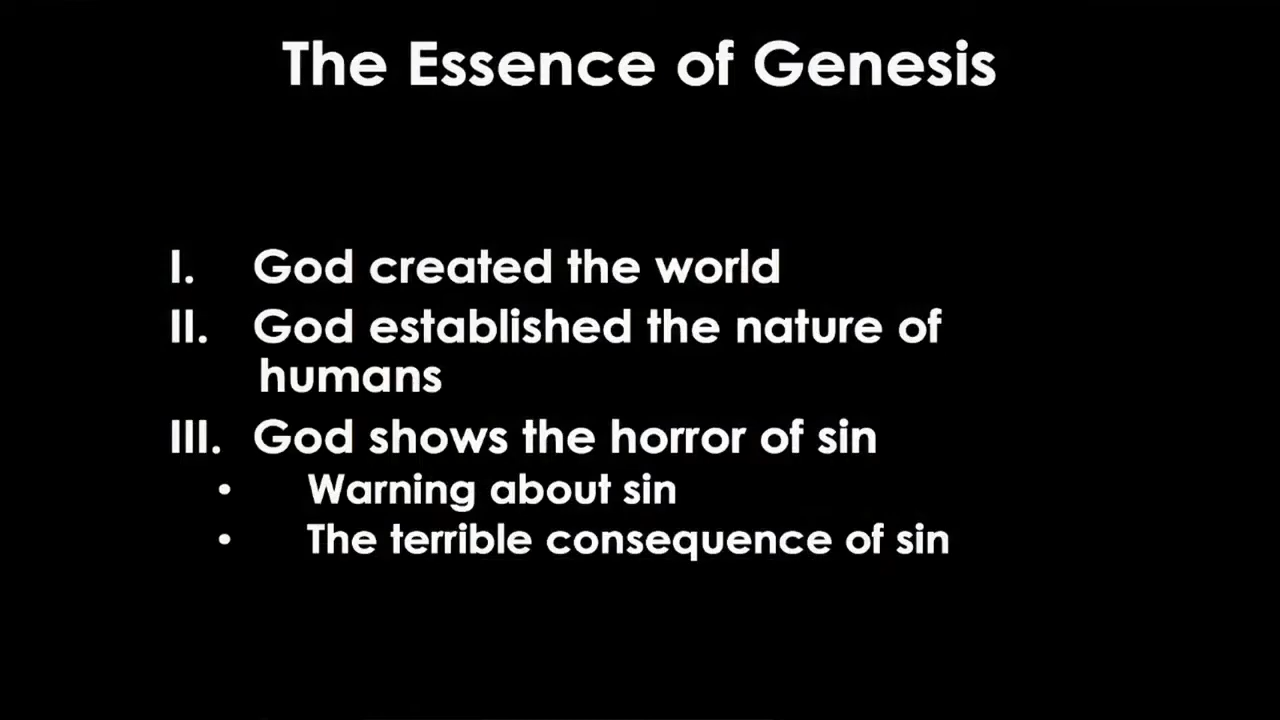 The Essence of Genesis
I. God created the world
II. God established the nature of
humans
III. God shows the horror of sin
• Warning about sin
• The terrible consequence of sin